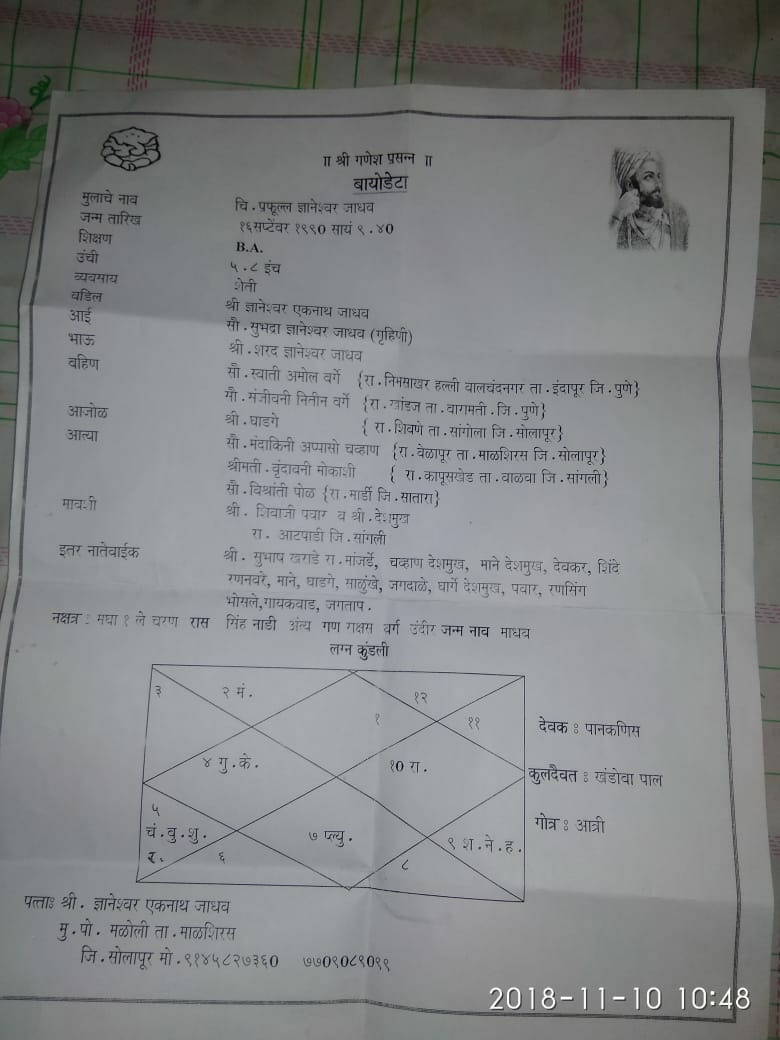 ॥ श्री गणेश प्रसन्न ॥
बायोडेटा
मुलाचे नाव चि . प्रफूल्ल ज्ञानेश्वर जाधव
जन्म तारिख १६सप्टेंवर १९९० सायं ९ . ४०
शिक्षण B.A.
उंची ५ . ८ इंच
व्यवसाय शेती
वडिल श्री ज्ञानेश्वर एकनाथ जाधव
आई सौ . सुभद्रा ज्ञानेश्वर जाधव (गृहिणी)
भाऊ श्री . शरद ज्ञानेश्वर जाधव
बहिण सौ . स्वाती अमोल वर्गे {रा . निमसाखर हल्ली वालचंदनगर ता . इंदापूर जि . पुणे}
सौ . संजीवनी नितीन वर्गे {रा . खांडज ता . बारामती . जि . पुणे}
आजोळ श्री . घाडगे { रा . शिवणे ता . सांगोला जि . सोलापूर}
आत्या सौ . मंदाकिनी अप्पासो चव्हाण {रा . वेळापूर ता . माळशिरस जि . सोलापूर}
श्रीमती . वृंदावनी मोकाशी { रा . कापूसखेड ता . वाळवा जि . सांगली}
सौ . विश्रांती पोळ {रा . मार्डी जि . सातारा}
मावशी श्री . शिवाजी पवार व श्री . देशमुख
रा . आटपाडी जि . सांगली
इतर नातेवाईक श्री . सुभाष खराडे रा . मांजर्डे, चव्हाण देशमुख, माने देशमुख, देवकर, शिंदे
रणनवरे, माने, घाडगे, साळुंखे, जगदाळे, घार्गे देशमुख, पवार, रणसिंग
भोसले,गायकवाड, जगताप .
नक्षत्र : मघा १ ले चरण रास सिंह नाडी अंत्य गण राक्षस वर्ग उंदीर जन्म नाव माधव
लग्न कुंडली
३ २ मं . १२
१ ११
देवक : पानकणिस
४ गु . के . १० रा .
कुलदैवत : खंडोवा पाल
५
चं . वु . शु . ७ प्ल्यु . ९ श . ने . ह .
गोत्र : आत्री
र . ६ ८
पत्ताः श्री . ज्ञानेश्वर एकनाथ जाधव
मु . पो . मळोली ता . माळशिरस
जि . सोलापूर मो . ९१४५८२७३६० ७७०९०८९०९९
2018-11-10 10:48